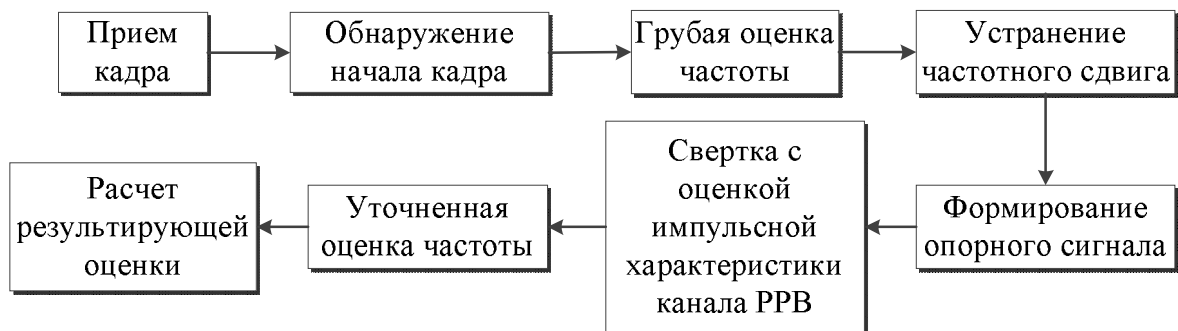 Прием
кадра
Обнаружение
начала кадра
Грубая оценка
частоты
Устранение
частотного сдвига
Формирование
опорного сигнала
Свертка с
оценкой
импульсной
характеристики
канала РРВ
Уточненная
оценка частоты
Расчет
результирующей
оценки